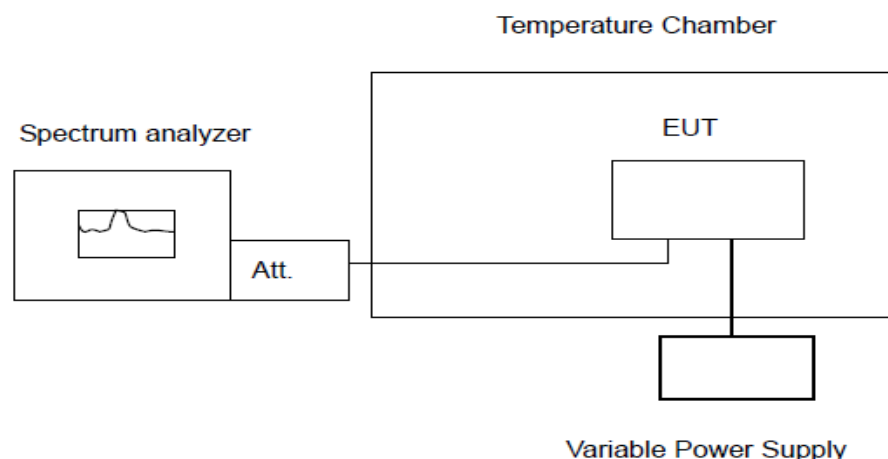 Temperature Chamber
Spectrum analyzer
EUT
Att.
Variable Power Supply